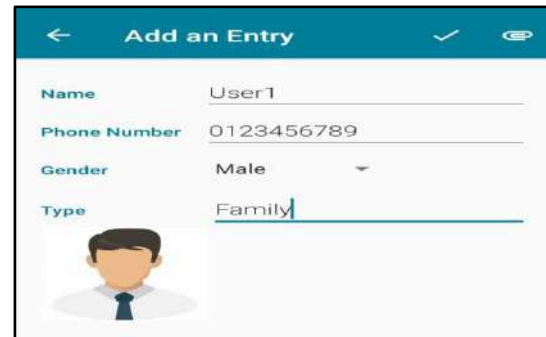 Add an Entry
Name User1
Phone Number 0123456789
Gender Male
Type Family